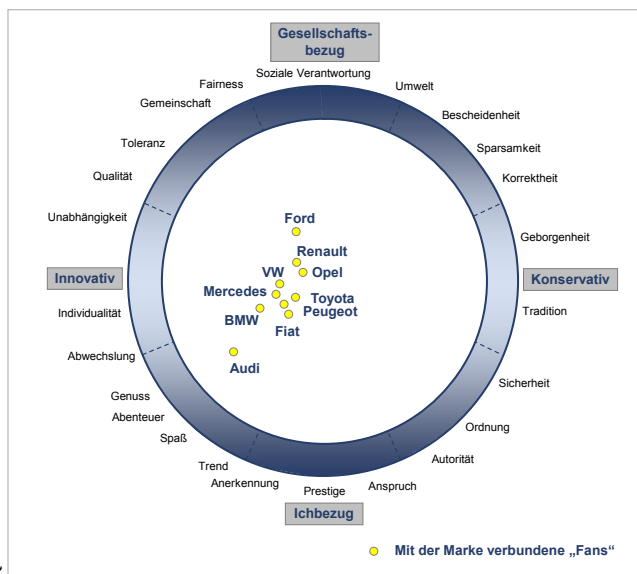 Gesellschafts-
bezug
Fairness
Soziale Verantwortung
Umwelt
Gemeinschaft
Bescheidenheit
Toleranz
Sparsamkeit
Qualität
Korrektheit
Unabhängigkeit
Ford
Geborgenheit
Renault
Innovativ
VW
Opel
Konservativ
Mercedes
Toyota
Individualität
BMW
Peugeot
Tradition
Fiat
Abwechslung
Audi
Sicherheit
Genuss
Abenteuer
Ordnung
Spaß
Autorität
Trend
Anerkennung
Prestige
Anspruch
Ichbezug
Mit der Marke verbundene „Fans“